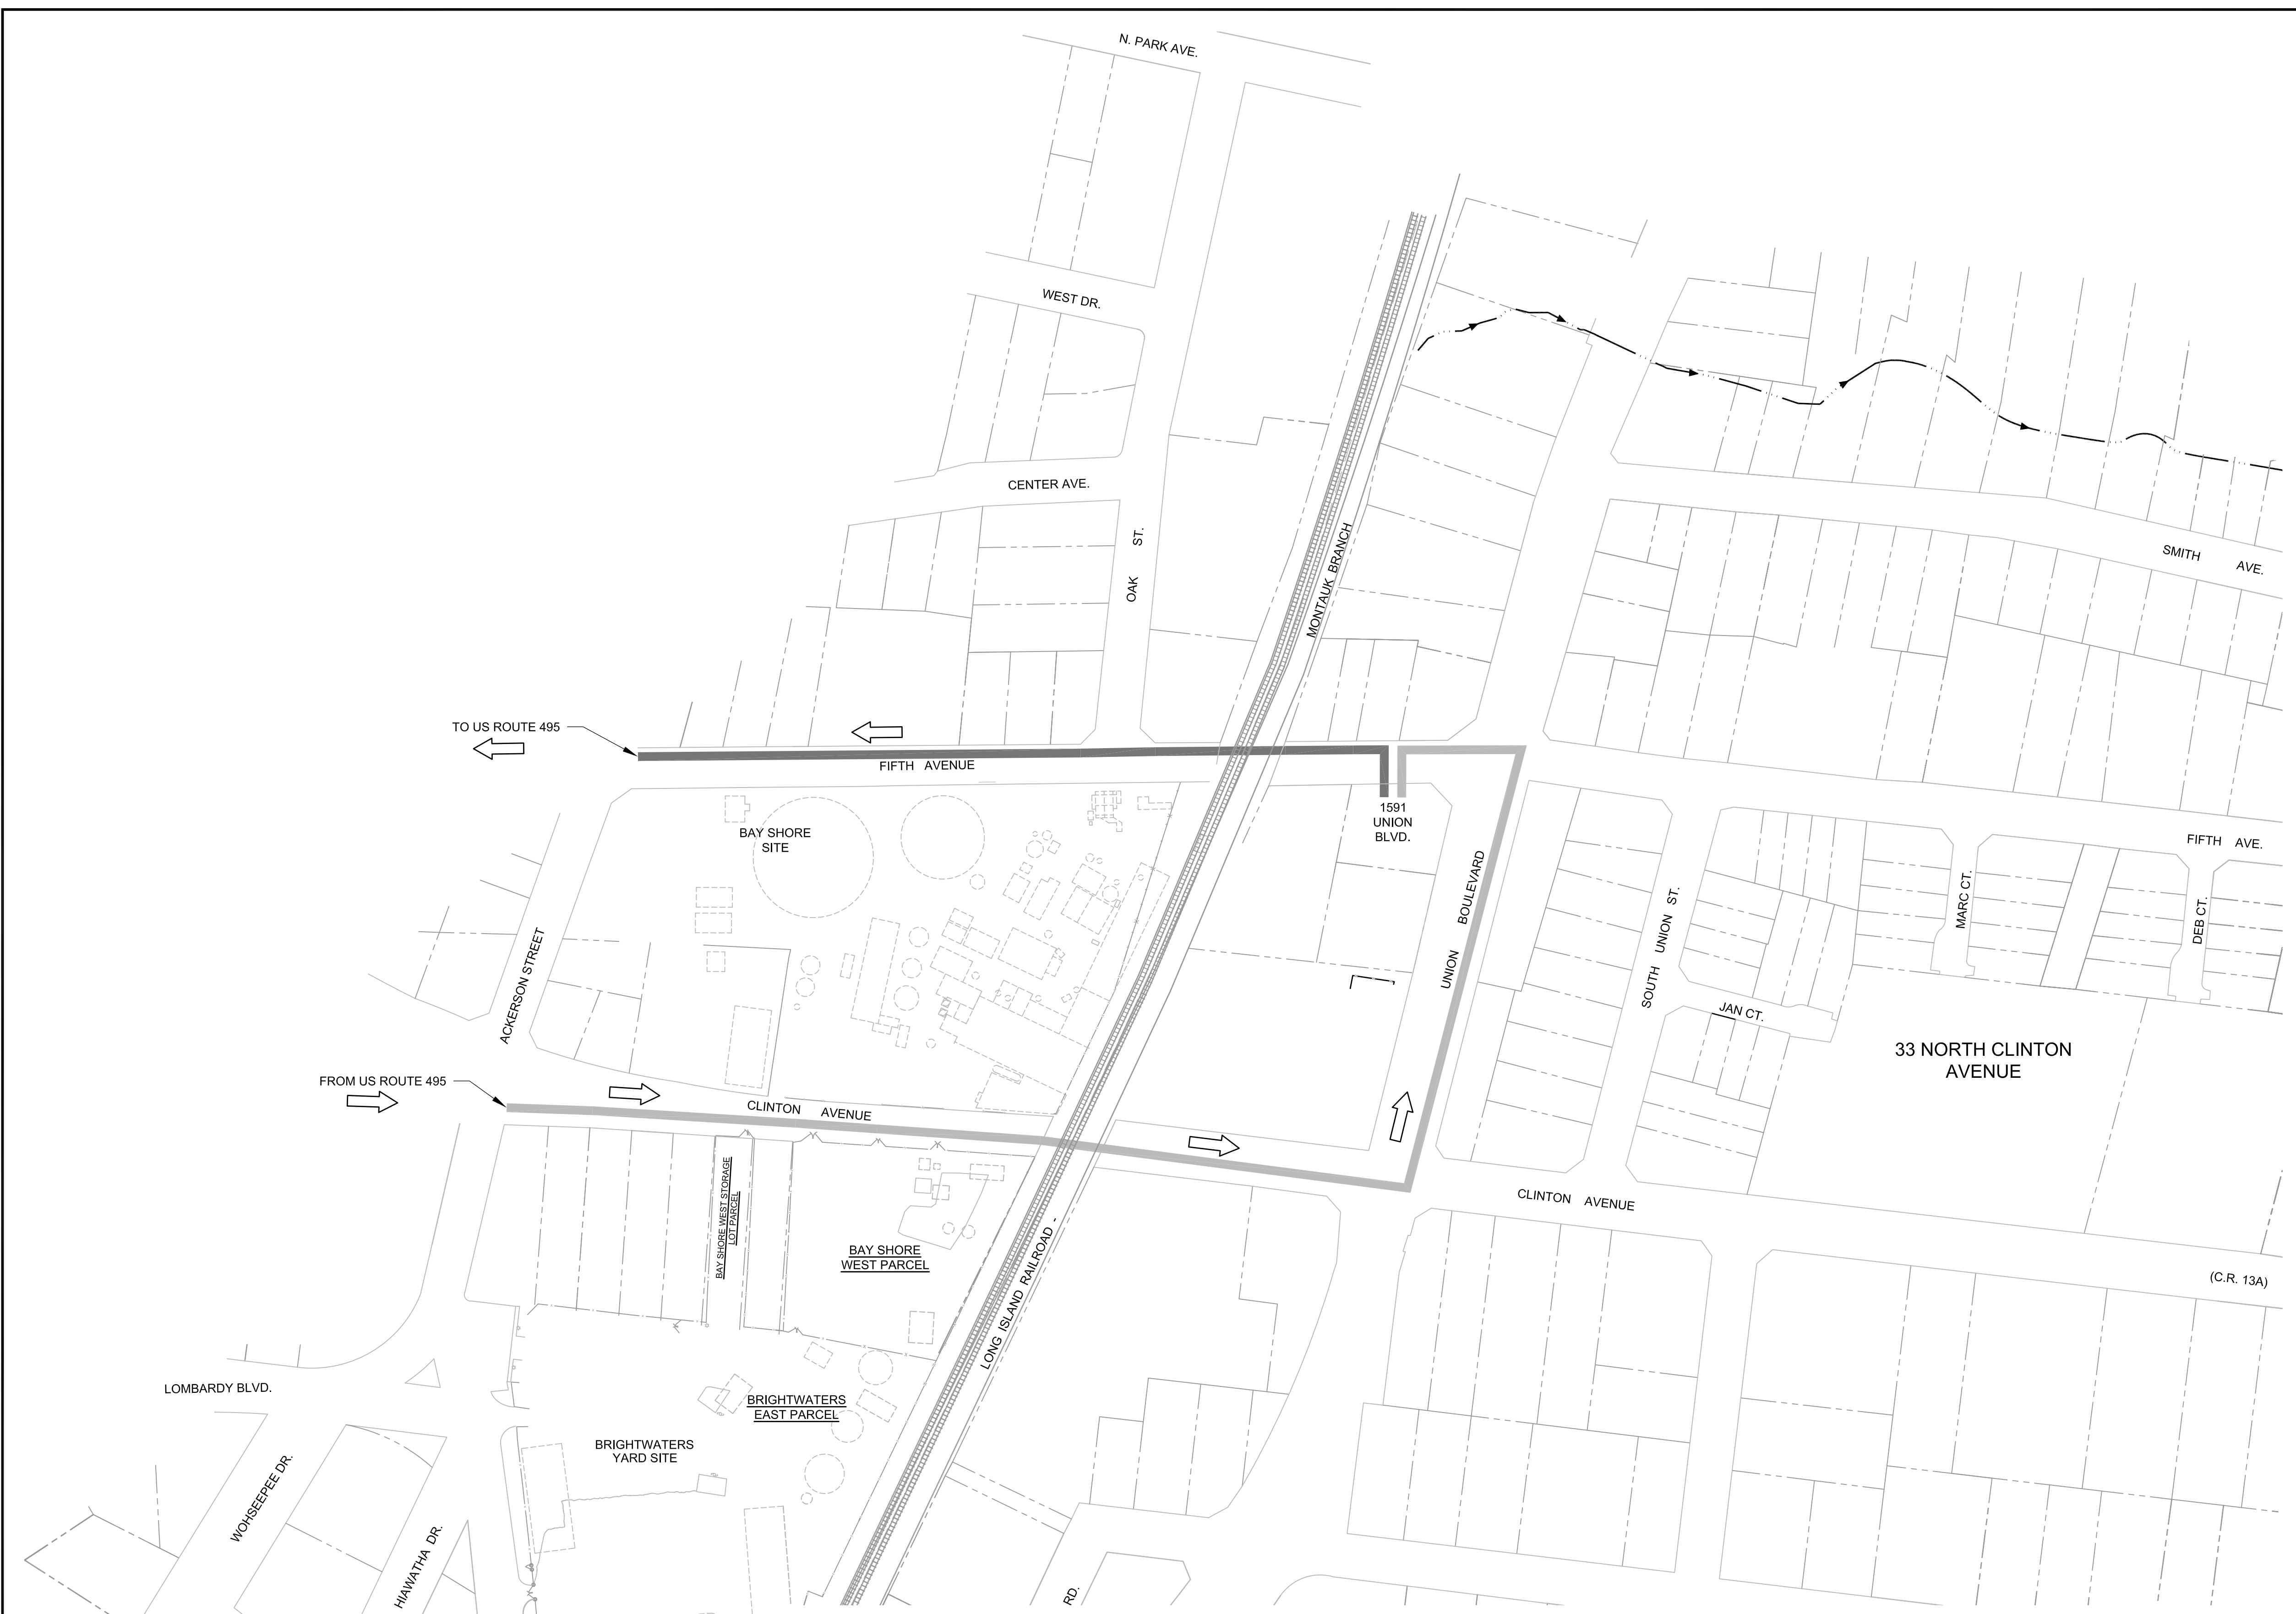 N. PARK AVE.
WEST DR.
CENTER AVE.
OAK ST.
MONTAUK BRANCH
SMITH AVE.
TO US ROUTE 495
FIFTH AVENUE
1591
UNION
BLVD.
BAY SHORE
SITE
FIFTH AVE.
UNION BOULEVARD
SOUTH UNION ST.
MARC CT.
DEB CT.
ACKERSON STREET
JAN CT.
33 NORTH CLINTON
AVENUE
FROM US ROUTE 495
CLINTON AVENUE
CLINTON AVENUE
BAY SHORE WEST STORAGE
LOT PARCEL
BAY SHORE
WEST PARCEL
LONG ISLAND RAILROAD -
(C.R. 13A)
LOMBARDY BLVD.
BRIGHTWATERS
EAST PARCEL
BRIGHTWATERS
YARD SITE
WOHSEEPEE DR.
HIAWATHA DR.
RD.